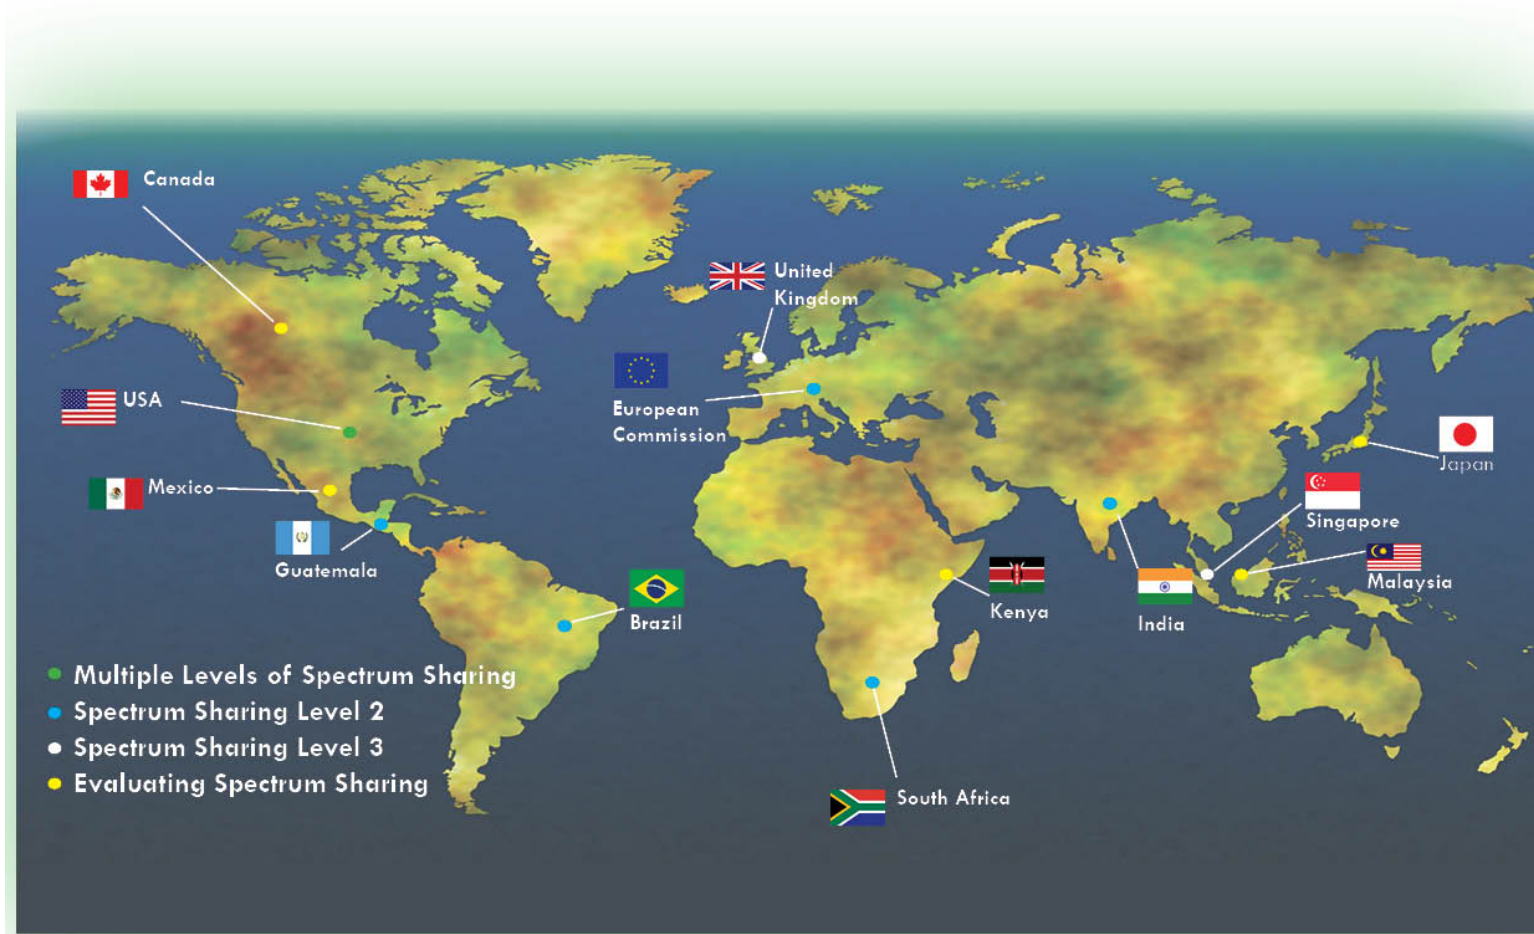 Canada
United
Kingdom
USA
European
Commission
Japan
Mexico
Singapore
Guatemala
Malaysia
Kenya
Brazil
India
Multiple Levels of Spectrum Sharing
Spectrum Sharing Level 2
Spectrum Sharing Level 3
Evaluating Spectrum Sharing
South Africa